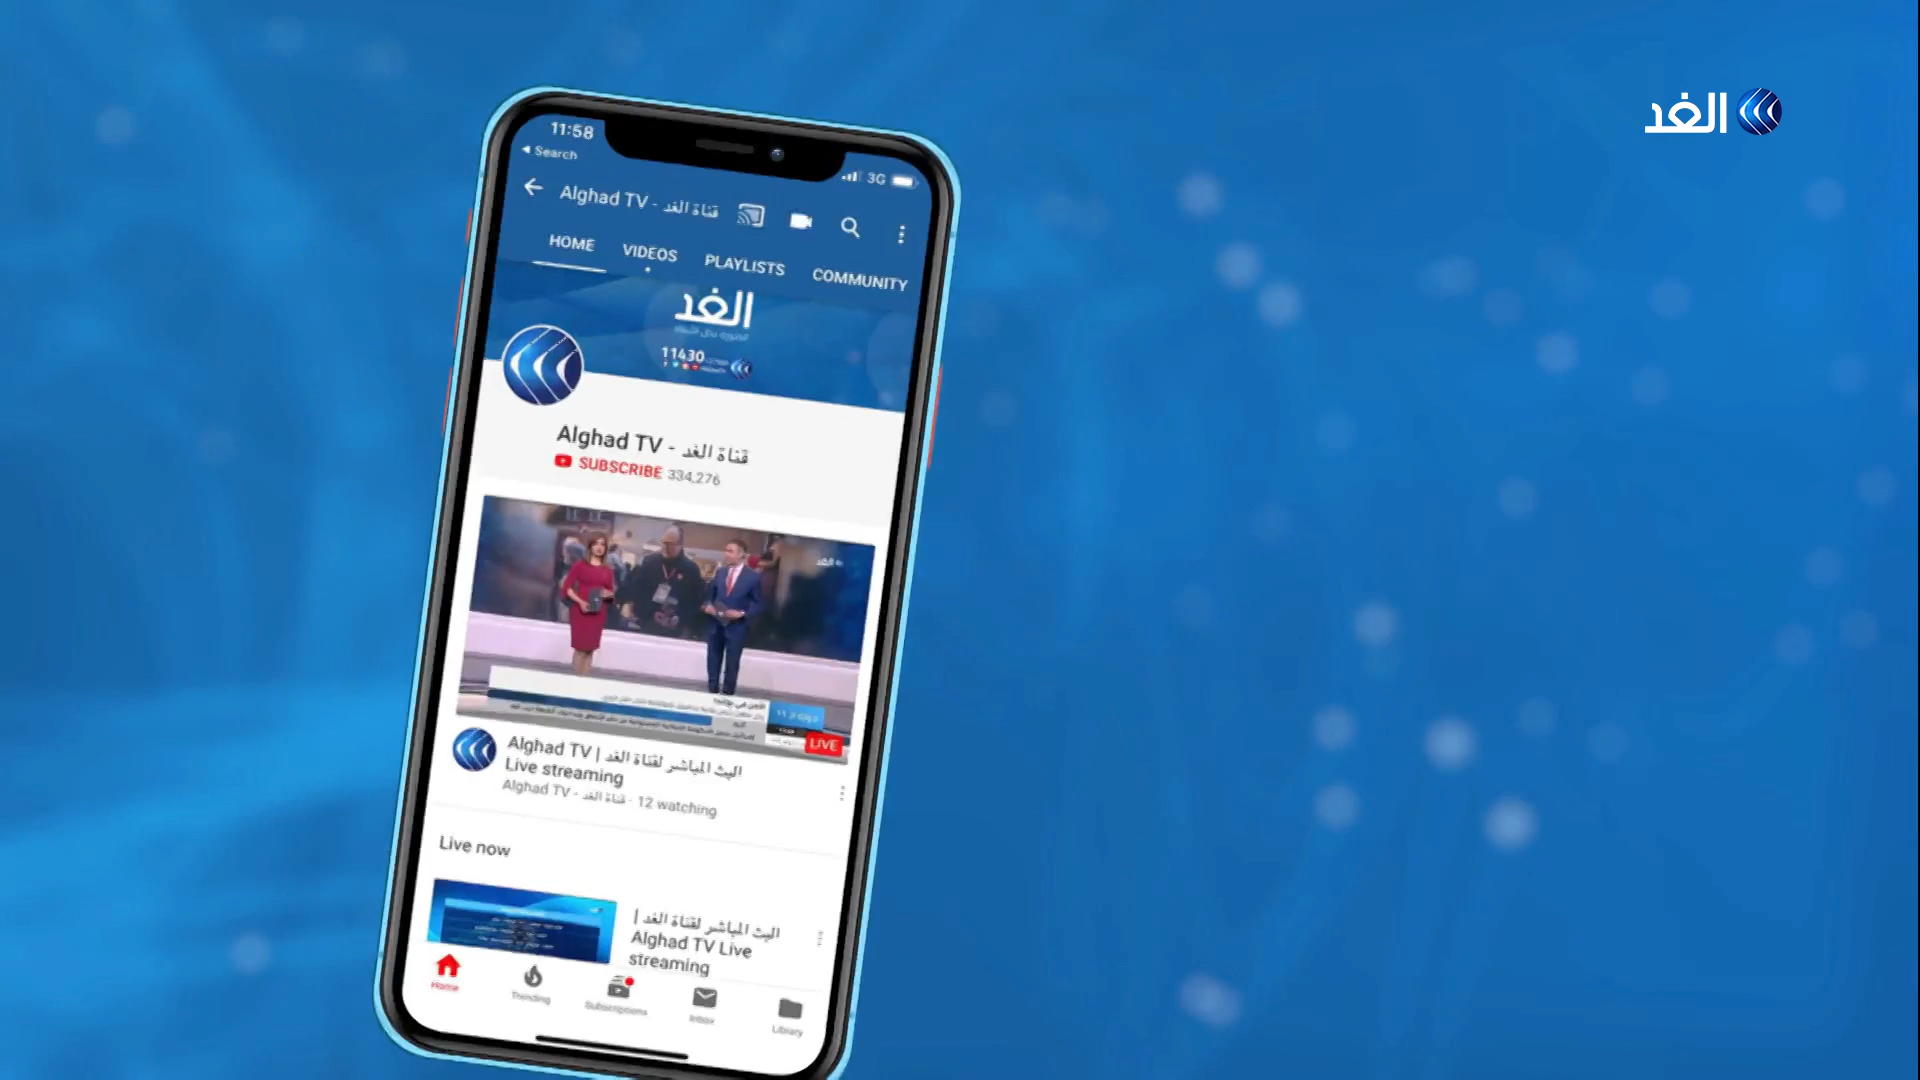 الغد
11:58
Search
3G
Alghad TV - قناة الغد
HOME VIDEOS PLAYLISTS COMMUNITY
الغد
11430
Alghad TV - قناة الغد
SUBSCRIBE 334,276
الغد
LIVE
Alghad TV | البث المباشر لقناة الغد
Live streaming
Alghad TV - قناة الغد · 12 watching
Live now
البث المباشر لقناة الغد |
Alghad TV Live
streaming
Home Trending Subscriptions Inbox Library